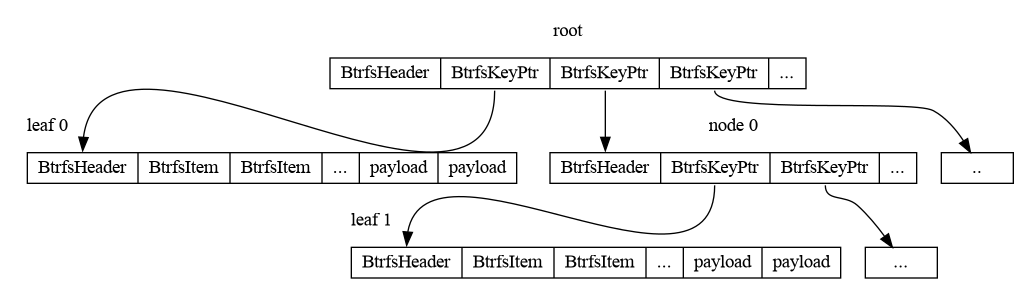 root
BtrfsHeader BtrfsKeyPtr BtrfsKeyPtr BtrfsKeyPtr ...
leaf 0
node 0
BtrfsHeader BtrfsItem BtrfsItem ... payload payload
BtrfsHeader BtrfsKeyPtr BtrfsKeyPtr ...
..
leaf 1
BtrfsHeader BtrfsItem BtrfsItem ... payload payload
...